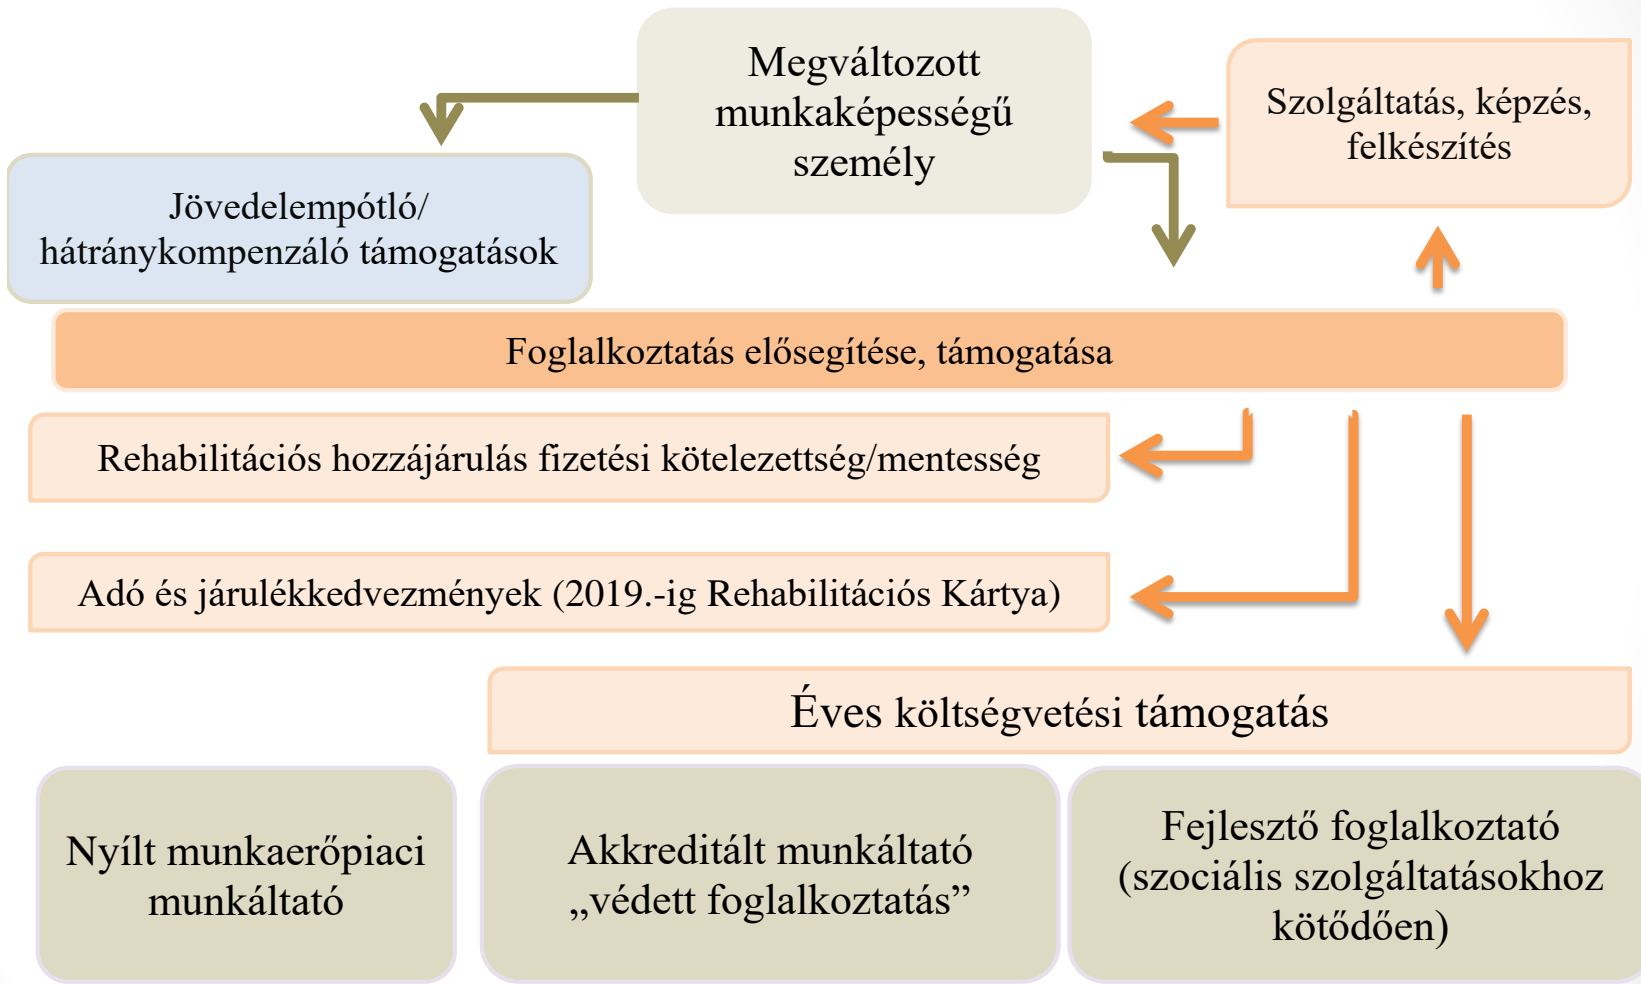 Megváltozott
munkaképességű
személy
Szolgáltatás, képzés,
felkészítés
Jövedelempótló/
hátránykompenzáló támogatások
Foglalkoztatás elősegítése, támogatása
Rehabilitációs hozzájárulás fizetési kötelezettség/mentesség
Adó és járulékkedvezmények (2019.-ig Rehabilitációs Kártya)
Éves költségvetési támogatás
Nyílt munkaerőpiaci
munkáltató
Akkreditált munkáltató
„védett foglalkoztatás”
Fejlesztő foglalkoztató
(szociális szolgáltatásokhoz
kötődően)